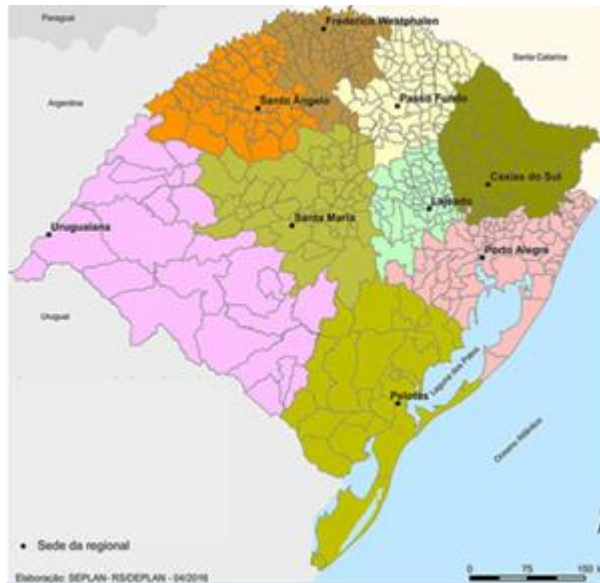 Paraguai
Frederico Westphalen
Santa Catarina
Argentina
Santo Ângelo
Passo Fundo
Caxias do Sul
Lajeado
Santa Maria
Uruguaiana
Porto Alegre
Uruguai
Laguna dos Patos
Pelotas
Oceano Atlântico
Sede da regional
Elaboração: SEPLAN- RS/DEPLAN - 04/2016
0 75 150